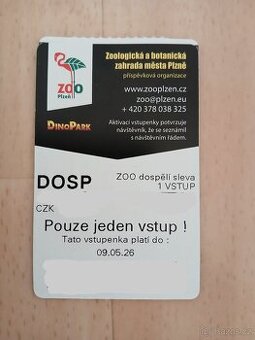 ZOO
Plzeň
Zoologická a botanická
zahrada města Plzně
příspěvková organizace
www.zooplzen.cz
zoo@plzen.eu
+ 420 378 038 325
DINOPARK
Aktivací vstupenky potvrzuje
návštěvník, že se seznámil
s návštěvním řádem.
DOSP
ZOO dospělí sleva
1 VSTUP
CZK
Pouze jeden vstup !
Tato vstupenka platí do :
09.05.26